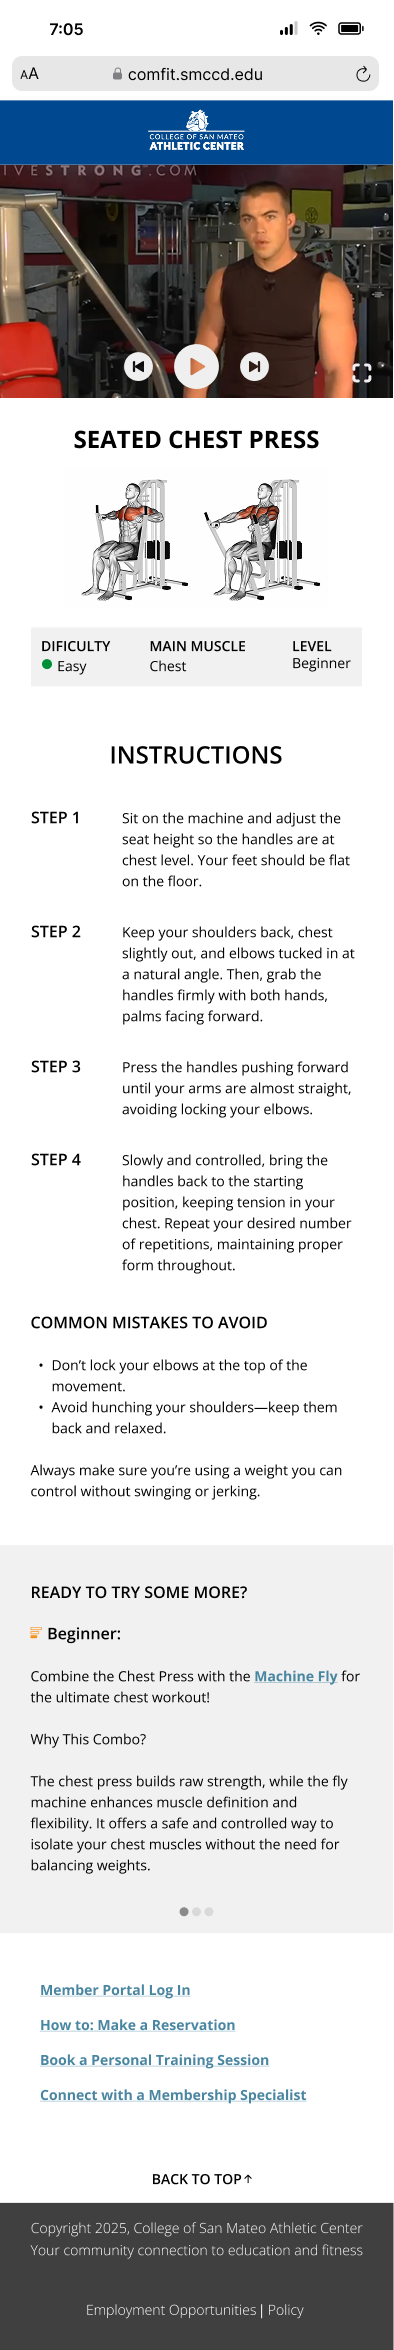 7:05
AA comfit.smccd.edu
COLLEGE OF SAN MATEO
ATHLETIC CENTER
IVESTRONG.COM
SEATED CHEST PRESS
DIFICULTY MAIN MUSCLE LEVEL
Easy Chest Beginner
INSTRUCTIONS
STEP 1 Sit on the machine and adjust the
seat height so the handles are at
chest level. Your feet should be flat
on the floor.
STEP 2 Keep your shoulders back, chest
slightly out, and elbows tucked in at
a natural angle. Then, grab the
handles firmly with both hands,
palms facing forward.
STEP 3 Press the handles pushing forward
until your arms are almost straight,
avoiding locking your elbows.
STEP 4 Slowly and controlled, bring the
handles back to the starting
position, keeping tension in your
chest. Repeat your desired number
of repetitions, maintaining proper
form throughout.
COMMON MISTAKES TO AVOID
• Don’t lock your elbows at the top of the
movement.
• Avoid hunching your shoulders—keep them
back and relaxed.
Always make sure you’re using a weight you can
control without swinging or jerking.
READY TO TRY SOME MORE?
Beginner:
Combine the Chest Press with the Machine Fly for
the ultimate chest workout!
Why This Combo?
The chest press builds raw strength, while the fly
machine enhances muscle definition and
flexibility. It offers a safe and controlled way to
isolate your chest muscles without the need for
balancing weights.
Member Portal Log In
How to: Make a Reservation
Book a Personal Training Session
Connect with a Membership Specialist
BACK TO TOP↑
Copyright 2025, College of San Mateo Athletic Center
Your community connection to education and fitness
Employment Opportunities | Policy